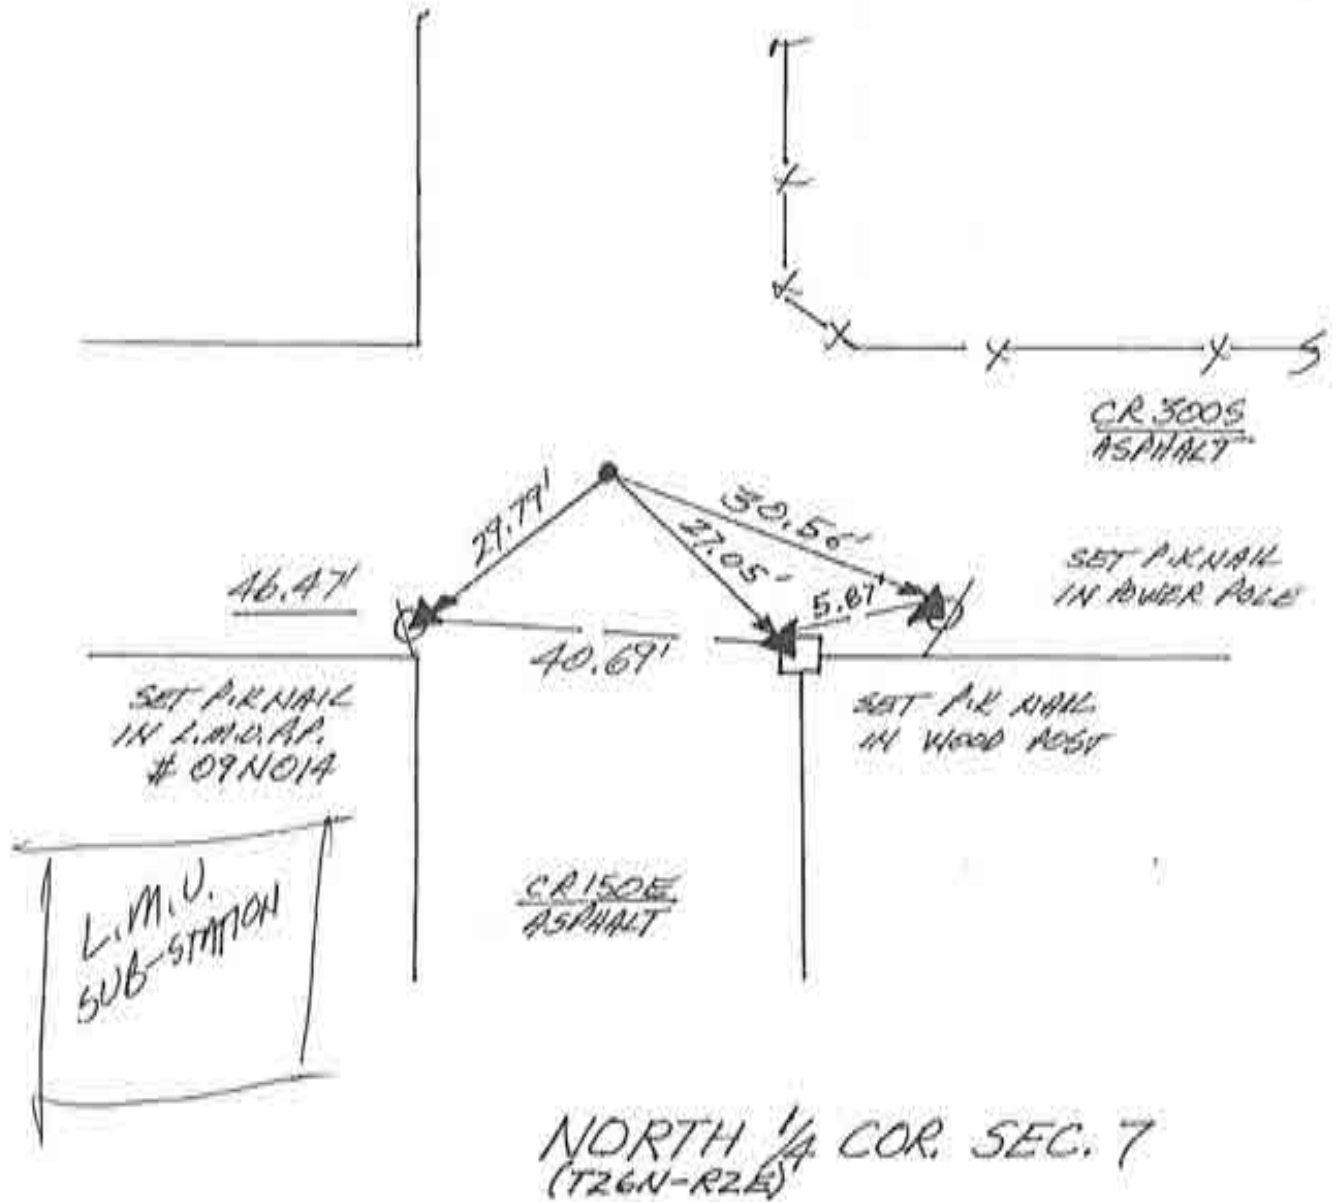 CR 300S
ASPHALT
29.79'
30.56'
27.05'
5.87'
46.47'
40.69'
SET P.K NAIL
IN POWER POLE
SET P.K NAIL
IN L.M.U. P.P.
# 09N014
SET P.K NAIL
IN WOOD POST
L.M.U.
SUB-STATION
CR 150E
ASPHALT
NORTH 1/4 COR. SEC. 7
(T26N-R2E)